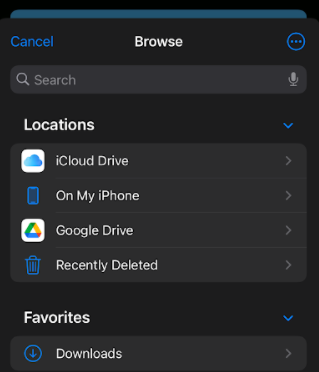 Cancel Browse
Search
Locations
iCloud Drive
On My iPhone
Google Drive
Recently Deleted
Favorites
Downloads